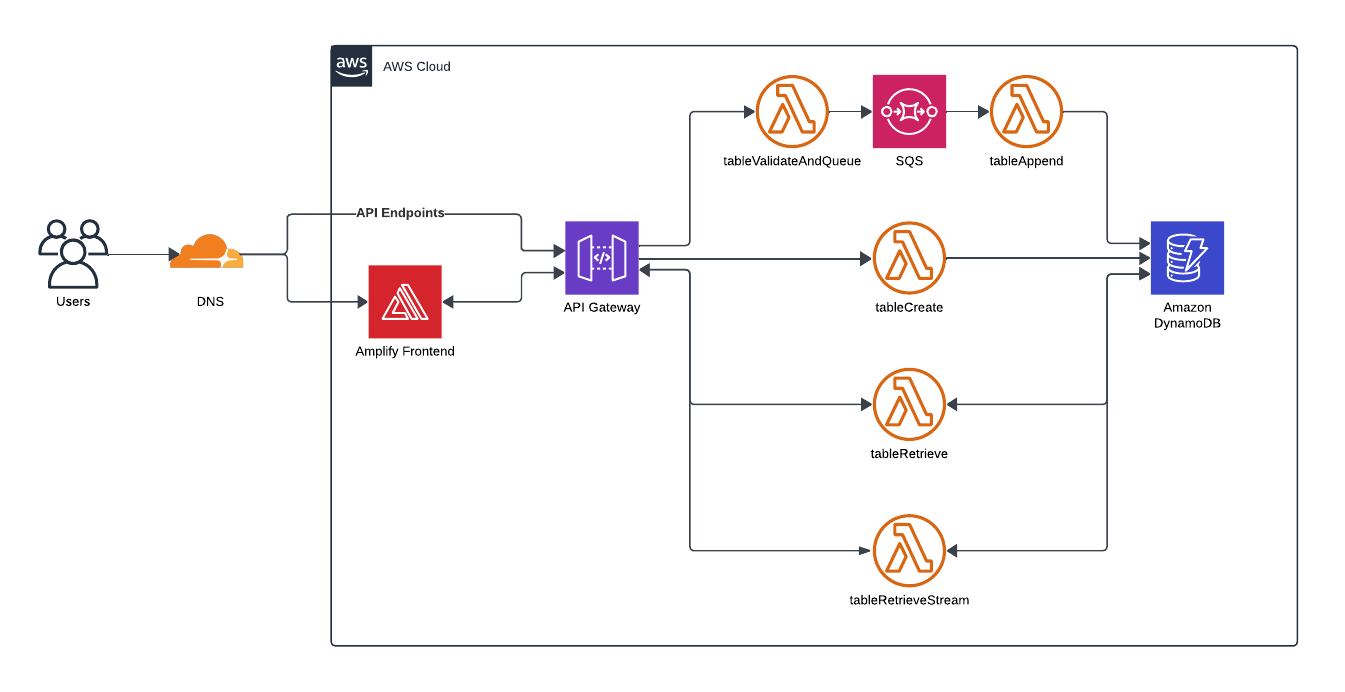 aws
AWS Cloud
tableValidateAndQueue
SQS
tableAppend
API Endpoints
</>
Users
DNS
API Gateway
tableCreate
Amazon
DynamoDB
Amplify Frontend
tableRetrieve
tableRetrieveStream